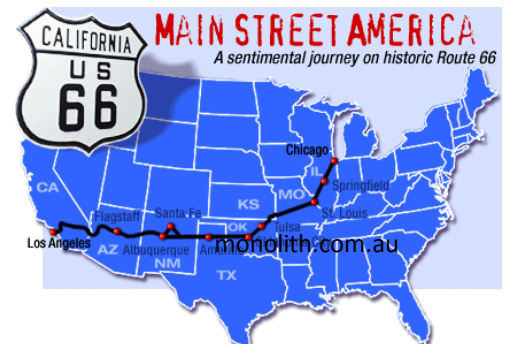 CALIFORNIA
US
66
MAIN STREET AMERICA
A sentimental journey on historic Route 66
Chicago
IL
Springfield
CA
KS
MO
St. Louis
Flagstaff
Santa Fe
OK
Tulsa
Los Angeles
AZ
Albuquerque
NM
monolith.com.au
TX